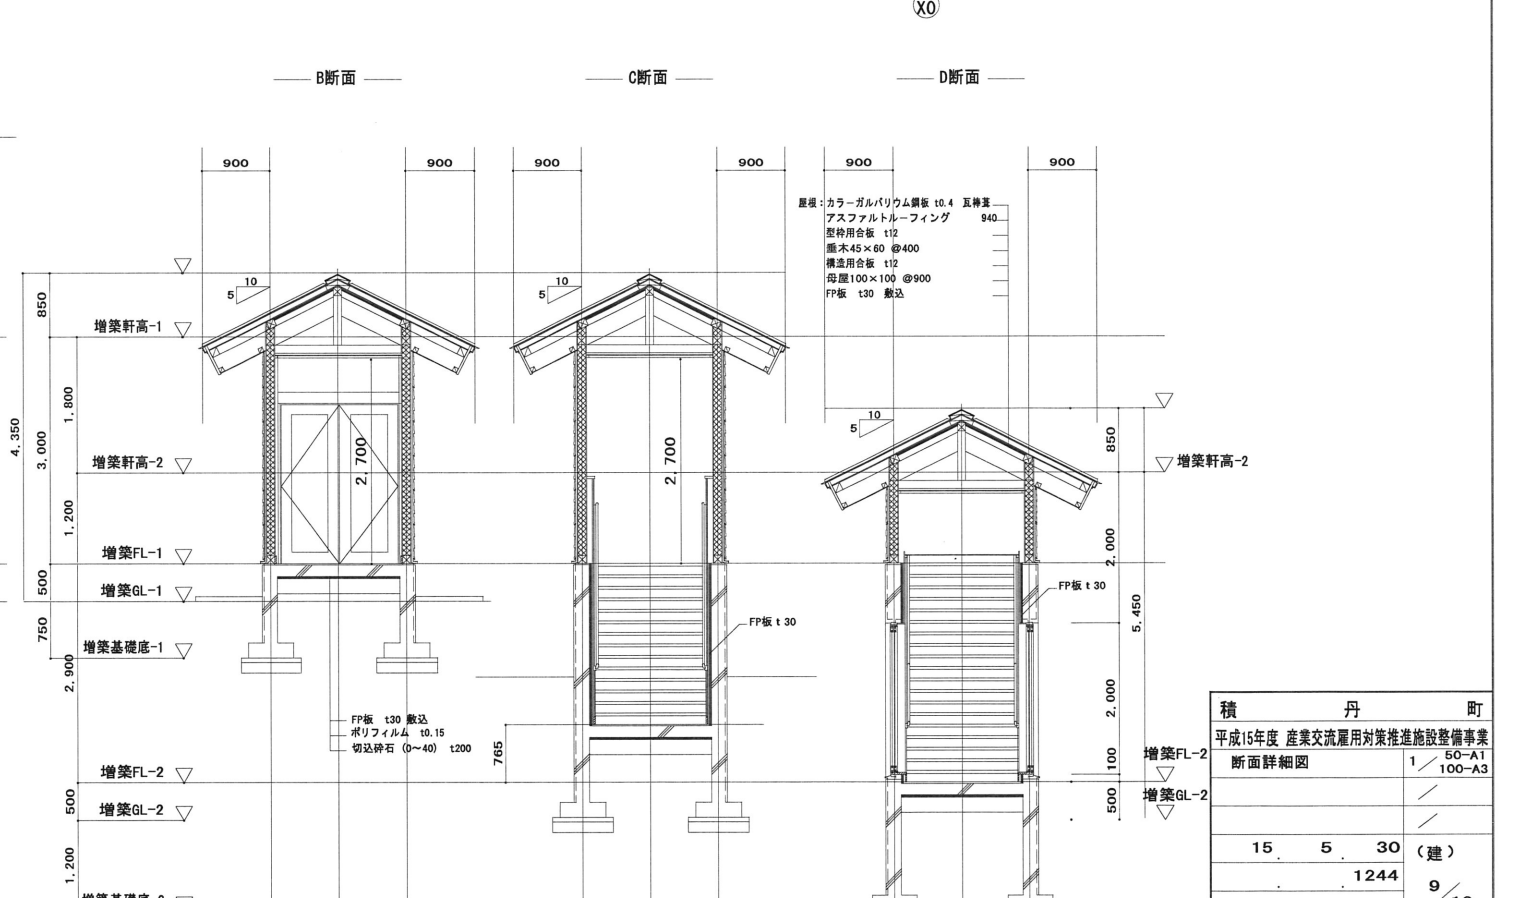 X0
B断面
C断面
D断面
900
900
900
900
900
900
屋根：カラーガルバリウム鋼板 t0.4 瓦棒葺
アスファルトルーフィング 940
型枠用合板 t12
垂木45×60 @400
構造用合板 t12
母屋100×100 @900
FP板 t30 敷込
10
5
10
5
10
5
850
増築軒高-1
1,800
4,350
3,000
増築軒高-2
1,200
増築FL-1
500
増築GL-1
750
増築基礎底-1
2,900
2,700
2,700
850
増築軒高-2
2,000
FP板 t 30
5,450
FP板 t 30
2,000
FP板 t30 敷込
ポリフィルム t0.15
切込砕石（0～40） t200
765
増築FL-2
500
増築GL-2
1,200
増築FL-2
100
増築GL-2
500
積丹町
平成15年度 産業交流雇用対策推進施設整備事業
断面詳細図 1／50-A1
100-A3
15. 5. 30
（建）
1244
9／